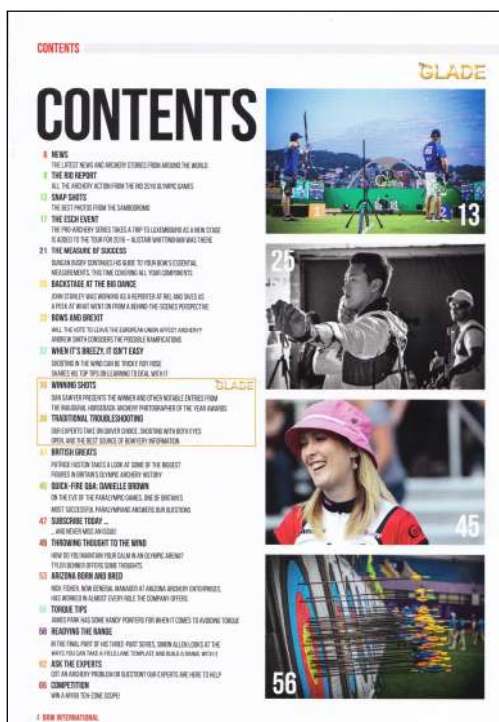 CONTENTS
GLADE
CONTENTS
NEWS
THE LATEST NEWS AND ARCHERY STORIES FROM AROUND THE WORLD
THE RIO REPORT
ALL THE ARCHERY ACTION FROM THE RIO 2016 OLYMPIC GAMES
13 SNAP SHOTS
THE BEST PHOTOS FROM THE SAMBODROMO
17 THE ESCH EVENT
THE PRO-ARCHERY SERIES TAKES A TRIP TO LUXEMBOURG AS A NEW STAGE
IS ADDED TO THE TOUR FOR 2016 – ALISTAIR WHITTINGHAM WAS THERE
21 THE MEASURE OF SUCCESS
DUNCAN BUSBY CONTINUES HIS GUIDE TO YOUR BOW'S ESSENTIAL
MEASUREMENTS, THIS TIME COVERING ALL YOUR COMPONENTS
25 BACKSTAGE AT THE BIG DANCE
JOHN STANLEY WAS WORKING AS A REPORTER AT RIO, AND GIVES US
A PEEK AT WHAT WENT ON FROM A BEHIND-THE-SCENES PERSPECTIVE
BOWS AND BREXIT
WILL THE VOTE TO LEAVE THE EUROPEAN UNION AFFECT ARCHERY?
ANDREW SMITH CONSIDERS THE POSSIBLE RAMIFICATIONS
WHEN IT'S BREEZY, IT ISN'T EASY
SHOOTING IN THE WIND CAN BE TRICKY. ROY ROSE
SHARES HIS TOP TIPS ON LEARNING TO DEAL WITH IT
WINNING SHOTS
GLADE
DAN SAWYER PRESENTS THE WINNER AND OTHER NOTABLE ENTRIES FROM
THE INAUGURAL HORSEBACK ARCHERY PHOTOGRAPHER OF THE YEAR AWARDS
TRADITIONAL TROUBLESHOOTING
OUR EXPERTS TAKE ON QUIVER CHOICE, SHOOTING WITH BOTH EYES
OPEN, AND THE BEST SOURCE OF BOWYERY INFORMATION
BRITISH GREATS
PATRICK HUSTON TAKES A LOOK AT SOME OF THE BIGGEST
FIGURES IN BRITAIN'S OLYMPIC ARCHERY HISTORY
45 QUICK-FIRE Q&A: DANIELLE BROWN
ON THE EVE OF THE PARALYMPIC GAMES, ONE OF BRITAIN'S
MOST SUCCESSFUL PARALYMPIANS ANSWERS OUR QUESTIONS
47 SUBSCRIBE TODAY ...
... AND NEVER MISS AN ISSUE!
49 THROWING THOUGHT TO THE WIND
HOW DO YOU MAINTAIN YOUR CALM IN AN OLYMPIC ARENA?
TYLER BENNER OFFERS SOME THOUGHTS
53 ARIZONA BORN AND BRED
NICK FISHER, NOW GENERAL MANAGER AT ARIZONA ARCHERY ENTERPRISES,
HAS WORKED IN ALMOST EVERY ROLE THE COMPANY OFFERS
TORQUE TIPS
AGNES PARK HAS SOME HANDY POINTERS FOR WHEN IT COMES TO AVOIDING TORQUE
READYING THE RANGE
IN THE FINAL PART OF HIS THREE-PART SERIES, SIMON ALLEN LOOKS AT THE
WAYS YOU CAN TAKE A FIELD LANE TEMPLATE AND BUILD A RANGE WITH IT
62 ASK THE EXPERTS
GOT AN ARCHERY PROBLEM OR QUESTION? OUR EXPERTS ARE HERE TO HELP
66 COMPETITION
WIN A MYBO TEN-ZONE SCOPE!
4 BOW INTERNATIONAL
1
2
13
25
45
56